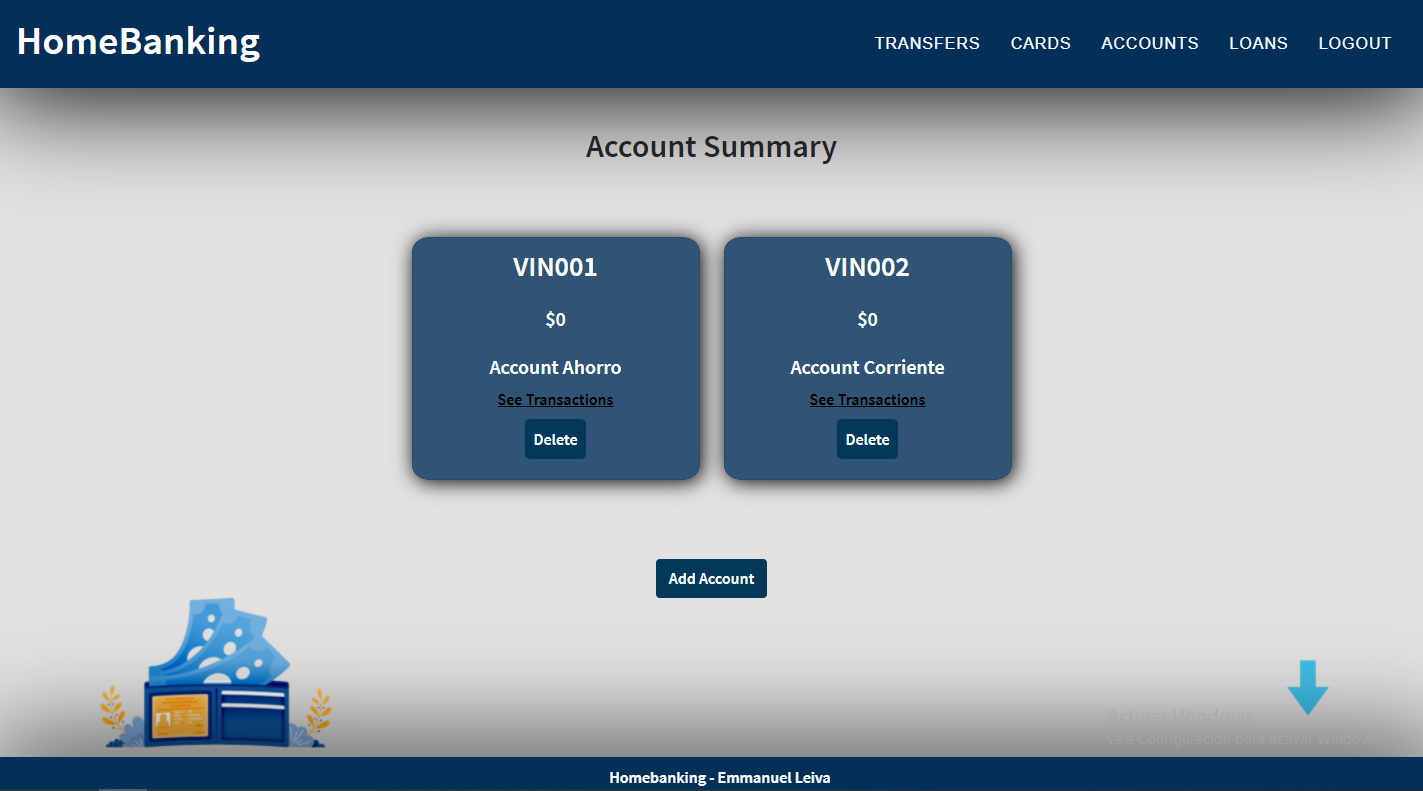 HomeBanking
TRANSFERS CARDS ACCOUNTS LOANS LOGOUT
Account Summary
VIN001
$0
Account Ahorro
See Transactions
Delete
VIN002
$0
Account Corriente
See Transactions
Delete
Add Account
Activar Windows
Ve a Configuración para activar Windows.
Homebanking - Emmanuel Leiva